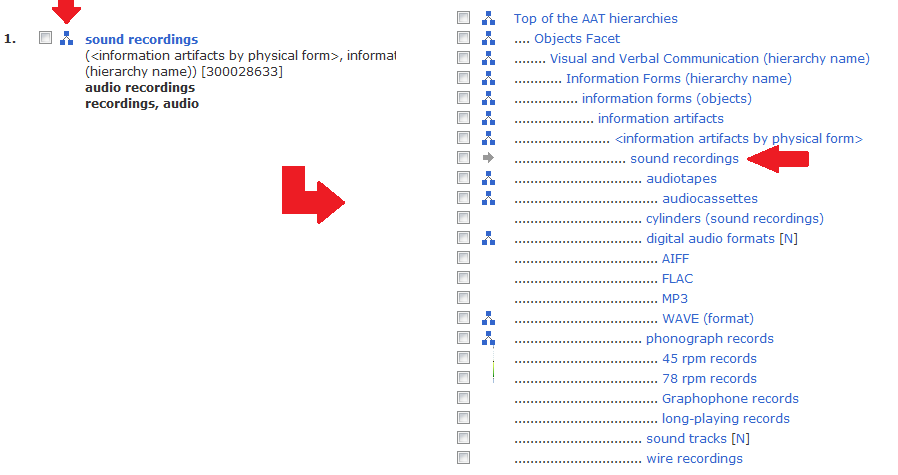 1. sound recordings
(<information artifacts by physical form>, informat
(hierarchy name)) [300028633]
audio recordings
recordings, audio
Top of the AAT hierarchies
.... Objects Facet
........ Visual and Verbal Communication (hierarchy name)
............ Information Forms (hierarchy name)
................ information forms (objects)
.................... information artifacts
........................ <information artifacts by physical form>
............................ sound recordings
................................ audiotapes
.................................... audiocassettes
................................ cylinders (sound recordings)
................................ digital audio formats [N]
.................................... AIFF
.................................... FLAC
.................................... MP3
.................................... WAVE (format)
................................ phonograph records
.................................... 45 rpm records
.................................... 78 rpm records
.................................... Graphophone records
.................................... long-playing records
................................ sound tracks [N]
................................ wire recordings